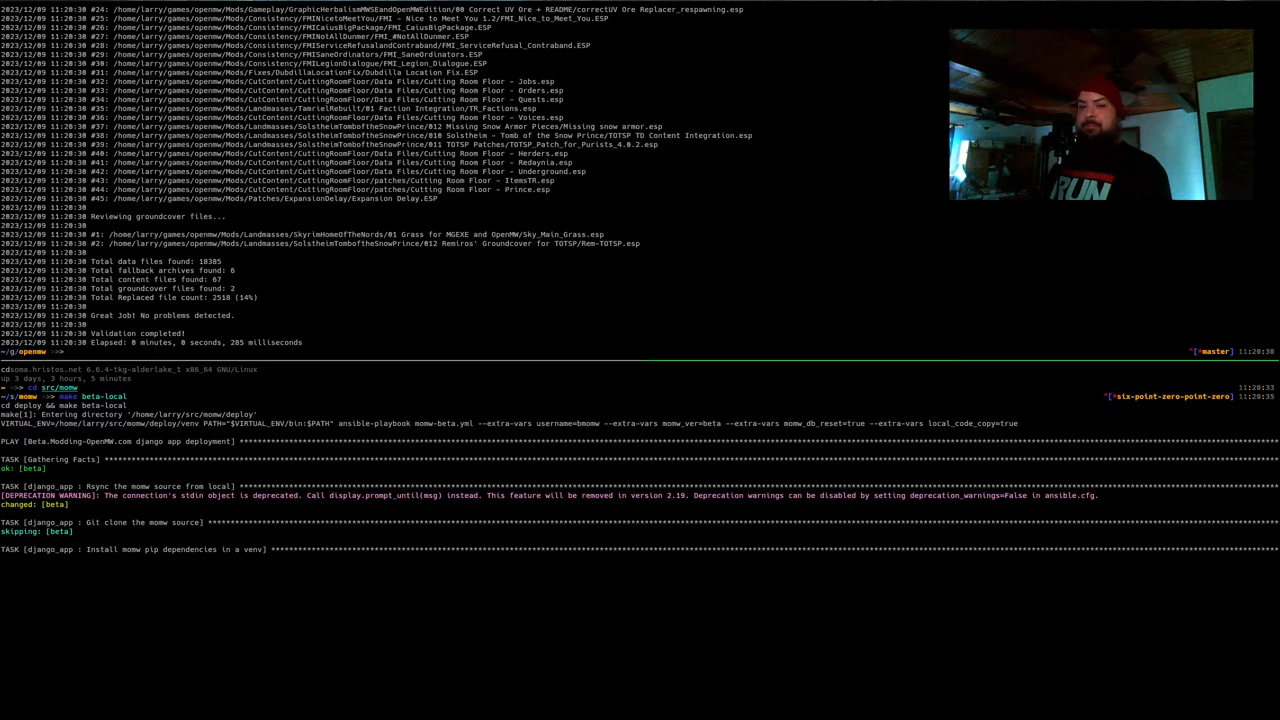 2023/12/09 11:20:30 #24: /home/larry/games/openmw/Mods/Gameplay/GraphicHerbalismMWSEandOpenMWEdition/00 Correct UV Ore + README/correctUV Ore Replacer_respawning.esp
2023/12/09 11:20:30 #25: /home/larry/games/openmw/Mods/Consistency/FMINicetoMeetYou/FMI - Nice to Meet You 1.2/FMI_Nice_to_Meet_You.ESP
2023/12/09 11:20:30 #26: /home/larry/games/openmw/Mods/Consistency/FMICaiusBigPackage/FMI_CaiusBigPackage.ESP
2023/12/09 11:20:30 #27: /home/larry/games/openmw/Mods/Consistency/FMINotAllDunmer/FMI_#NotAllDunmer.ESP
2023/12/09 11:20:30 #28: /home/larry/games/openmw/Mods/Consistency/FMIServiceRefusalandContraband/FMI_ServiceRefusal_Contraband.ESP
2023/12/09 11:20:30 #29: /home/larry/games/openmw/Mods/Consistency/FMISaneOrdinators/FMI_SaneOrdinators.ESP
2023/12/09 11:20:30 #30: /home/larry/games/openmw/Mods/Consistency/FMILegionDialogue/FMI_Legion_Dialogue.ESP
2023/12/09 11:20:30 #31: /home/larry/games/openmw/Mods/Fixes/DubdillaLocationFix/Dubdilla Location Fix.ESP
2023/12/09 11:20:30 #32: /home/larry/games/openmw/Mods/CutContent/CuttingRoomFloor/Data Files/Cutting Room Floor - Jobs.esp
2023/12/09 11:20:30 #33: /home/larry/games/openmw/Mods/CutContent/CuttingRoomFloor/Data Files/Cutting Room Floor - Orders.esp
2023/12/09 11:20:30 #34: /home/larry/games/openmw/Mods/CutContent/CuttingRoomFloor/Data Files/Cutting Room Floor - Quests.esp
2023/12/09 11:20:30 #35: /home/larry/games/openmw/Mods/Landmasses/TamrielRebuilt/01 Faction Integration/TR_Factions.esp
2023/12/09 11:20:30 #36: /home/larry/games/openmw/Mods/CutContent/CuttingRoomFloor/Data Files/Cutting Room Floor - Voices.esp
2023/12/09 11:20:30 #37: /home/larry/games/openmw/Mods/Landmasses/SolstheimTomboftheSnowPrince/012 Missing Snow Armor Pieces/Missing snow armor.esp
2023/12/09 11:20:30 #38: /home/larry/games/openmw/Mods/Landmasses/SolstheimTomboftheSnowPrince/010 Solstheim - Tomb of the Snow Prince/TOTSP TD Content Integration.esp
2023/12/09 11:20:30 #39: /home/larry/games/openmw/Mods/Landmasses/SolstheimTomboftheSnowPrince/011 TOTSP Patches/TOTSP_Patch_for_Purists_4.0.2.esp
2023/12/09 11:20:30 #40: /home/larry/games/openmw/Mods/CutContent/CuttingRoomFloor/Data Files/Cutting Room Floor - Herders.esp
2023/12/09 11:20:30 #41: /home/larry/games/openmw/Mods/CutContent/CuttingRoomFloor/Data Files/Cutting Room Floor - Redaynia.esp
2023/12/09 11:20:30 #42: /home/larry/games/openmw/Mods/CutContent/CuttingRoomFloor/Data Files/Cutting Room Floor - Underground.esp
2023/12/09 11:20:30 #43: /home/larry/games/openmw/Mods/CutContent/CuttingRoomFloor/patches/Cutting Room Floor - ItemsTR.esp
2023/12/09 11:20:30 #44: /home/larry/games/openmw/Mods/CutContent/CuttingRoomFloor/patches/Cutting Room Floor - Prince.esp
2023/12/09 11:20:30 #45: /home/larry/games/openmw/Mods/Patches/ExpansionDelay/Expansion Delay.ESP
2023/12/09 11:20:30
2023/12/09 11:20:30 Reviewing groundcover files...
2023/12/09 11:20:30
2023/12/09 11:20:30 #1: /home/larry/games/openmw/Mods/Landmasses/SkyrimHomeOfTheNords/01 Grass for MGEXE and OpenMW/Sky_Main_Grass.esp
2023/12/09 11:20:30 #2: /home/larry/games/openmw/Mods/Landmasses/SolstheimTomboftheSnowPrince/012 Remiros' Groundcover for TOTSP/Rem-TOTSP.esp
2023/12/09 11:20:30
2023/12/09 11:20:30 Total data files found: 18385
2023/12/09 11:20:30 Total fallback archives found: 6
2023/12/09 11:20:30 Total content files found: 67
2023/12/09 11:20:30 Total groundcover files found: 2
2023/12/09 11:20:30 Total Replaced file count: 2518 (14%)
2023/12/09 11:20:30
2023/12/09 11:20:30 Great Job! No problems detected.
2023/12/09 11:20:30
2023/12/09 11:20:30 Validation completed!
2023/12/09 11:20:30 Elapsed: 0 minutes, 0 seconds, 285 milliseconds
~/g/openmw >>> ^[*master] 11:20:30
cdsoma.hristos.net 6.6.4-tkg-alderlake_1 x86_64 GNU/Linux
up 3 days, 3 hours, 5 minutes
~ >>> cd src/momw 11:20:33
~/s/momw >>> make beta-local ^[*six-point-zero-point-zero] 11:20:35
cd deploy && make beta-local
make[1]: Entering directory '/home/larry/src/momw/deploy'
VIRTUAL_ENV=/home/larry/src/momw/deploy/venv PATH="$VIRTUAL_ENV/bin:$PATH" ansible-playbook momw-beta.yml --extra-vars username=bmomw --extra-vars momw_ver=beta --extra-vars momw_db_reset=true --extra-vars local_code_copy=true
PLAY [Beta.Modding-OpenMW.com django app deployment] ****
TASK [Gathering Facts] ****
ok: [beta]
TASK [django_app : Rsync the momw source from local] ****
[DEPRECATION WARNING]: The connection's stdin object is deprecated. Call display.prompt_until(msg) instead. This feature will be removed in version 2.19. Deprecation warnings can be disabled by setting deprecation_warnings=False in ansible.cfg.
changed: [beta]
TASK [django_app : Git clone the momw source] ****
skipping: [beta]
TASK [django_app : Install momw pip dependencies in a venv] ****
RUN